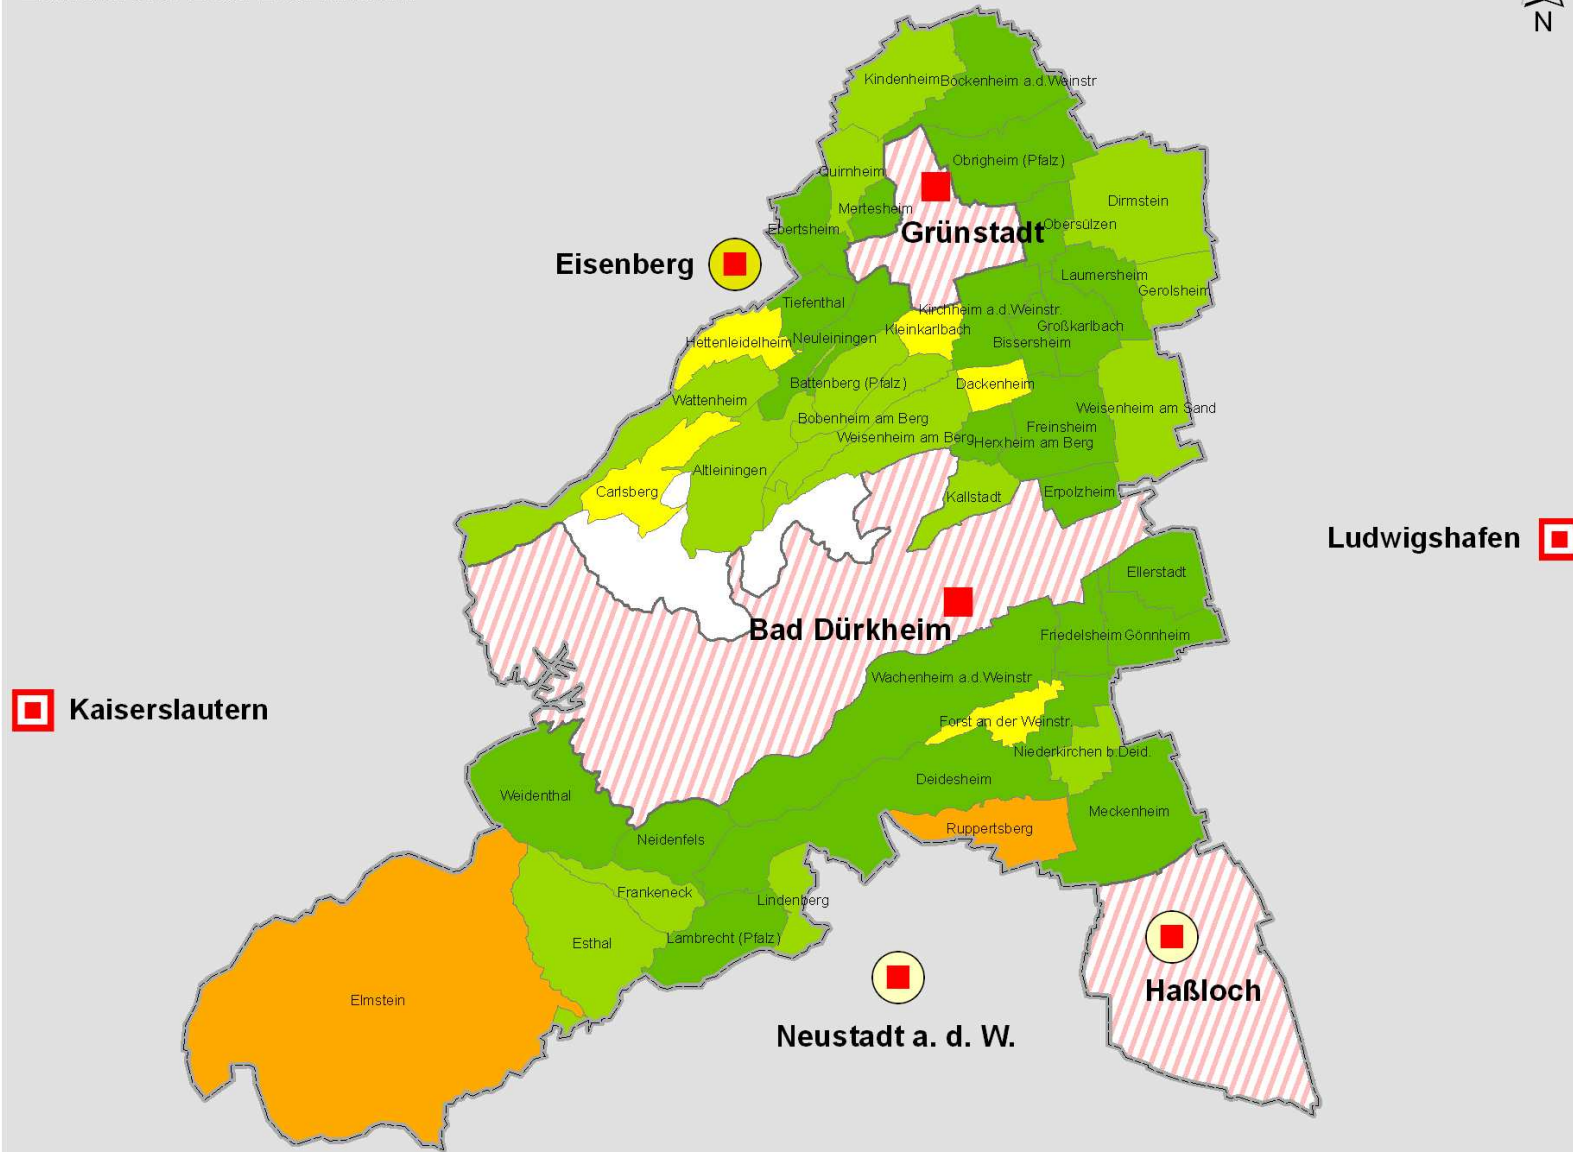 N
Kindenheim
Bockenheim a.d.Weinstr
Obrigheim (Pfalz)
Quirnheim
Dirmstein
Mertesheim
Obersülzen
Ebertsheim
Grünstadt
Eisenberg
Laumersheim
Gerolsheim
Tiefenthal
Kirchheim a.d.Weinstr.
Großkarlbach
Kleinkarlbach
Neuleiningen
Hettenleidelheim
Bissersheim
Battenberg (Pfalz)
Dackenheim
Wattenheim
Weisenheim am Sand
Bobenheim am Berg
Freinsheim
Weisenheim am Berg
Herxheim am Berg
Altleiningen
Carlsberg
Kallstadt
Erpolzheim
Ludwigshafen
Ellerstadt
Bad Dürkheim
Friedelsheim
Gönnheim
Wachenheim a.d.Weinstr
Kaiserslautern
Forst an der Weinstr.
Niederkirchen b.Deid.
Deidesheim
Weidenthal
Meckenheim
Ruppertsberg
Neidenfels
Frankeneck
Lindenberg
Lambrecht (Pfalz)
Esthal
Haßloch
Elmstein
Neustadt a. d. W.